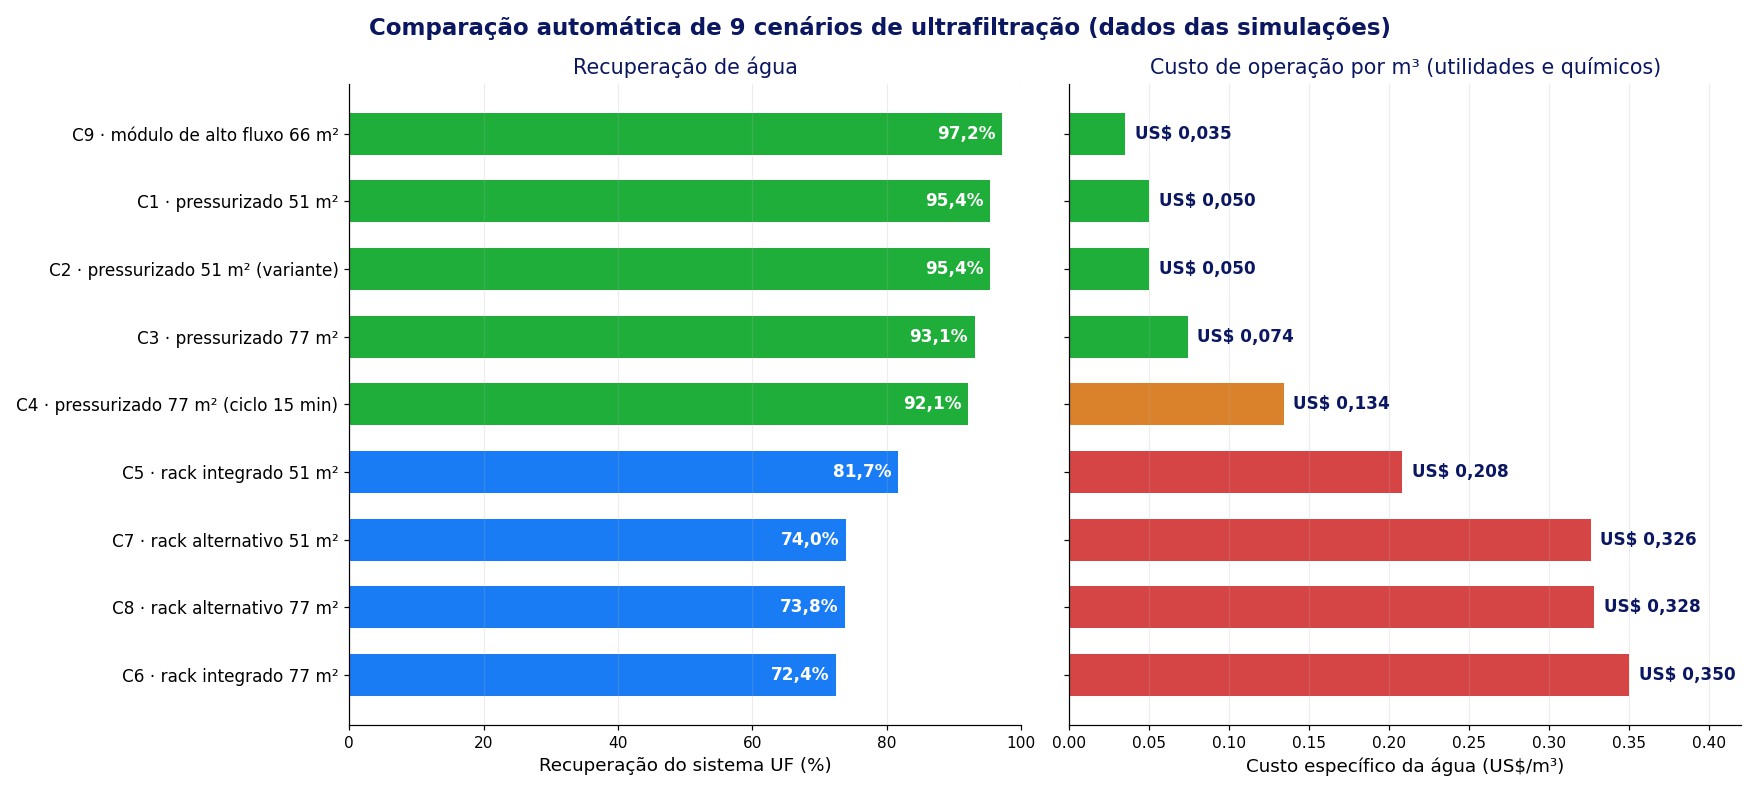 Comparação automática de 9 cenários de ultrafiltração (dados das simulações)
Recuperação de água
C9 · módulo de alto fluxo 66 m²
97,2%
C1 · pressurizado 51 m²
95,4%
C2 · pressurizado 51 m² (variante)
95,4%
C3 · pressurizado 77 m²
93,1%
C4 · pressurizado 77 m² (ciclo 15 min)
92,1%
C5 · rack integrado 51 m²
81,7%
C7 · rack alternativo 51 m²
74,0%
C8 · rack alternativo 77 m²
73,8%
C6 · rack integrado 77 m²
72,4%
0 20 40 60 80 100
Recuperação do sistema UF (%)
Custo de operação por m³ (utilidades e químicos)
US$ 0,035
US$ 0,050
US$ 0,050
US$ 0,074
US$ 0,134
US$ 0,208
US$ 0,326
US$ 0,328
US$ 0,350
0.00 0.05 0.10 0.15 0.20 0.25 0.30 0.35 0.40
Custo específico da água (US$/m³)